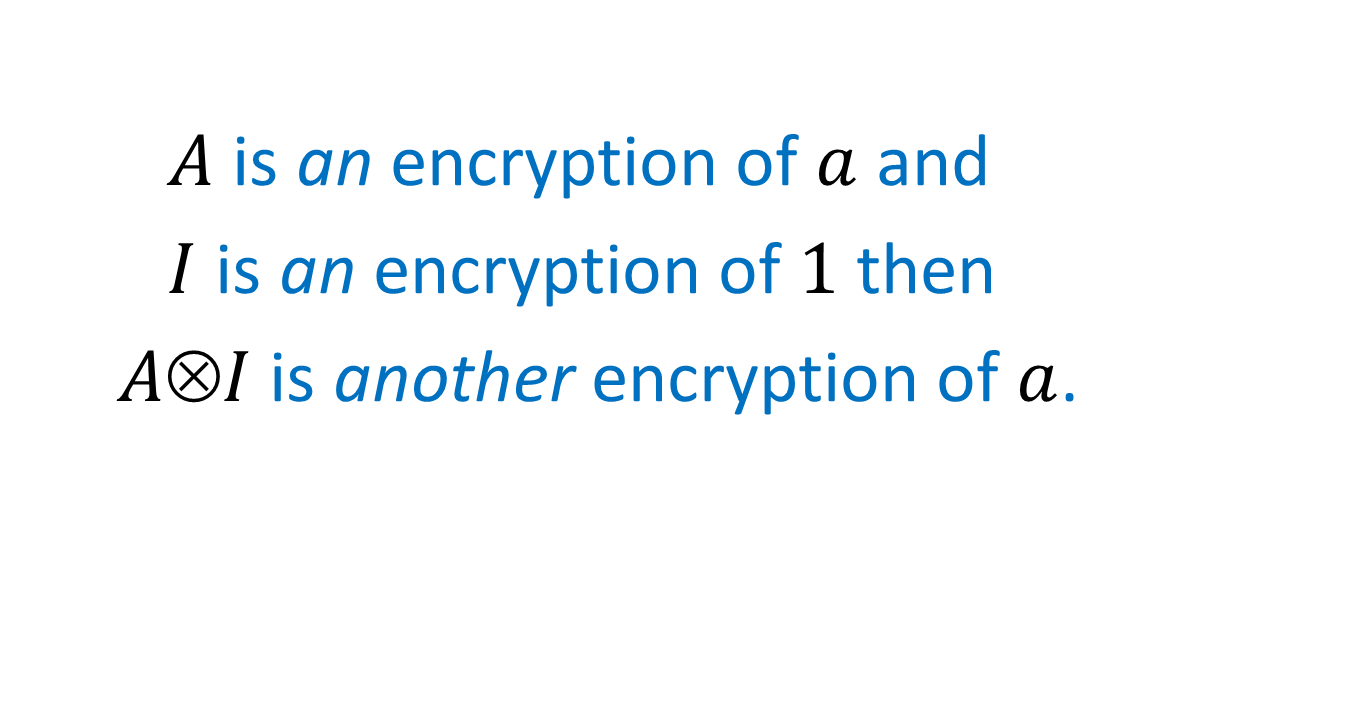 A is an encryption of a and
I is an encryption of 1 then
A⊗I is another encryption of a.